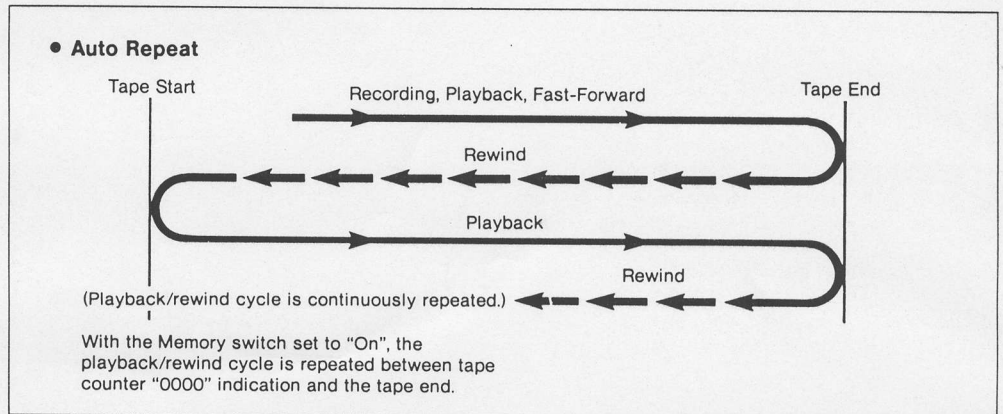 ● Auto Repeat
Tape Start
Recording, Playback, Fast-Forward
Tape End
Rewind
Playback
Rewind
(Playback/rewind cycle is continuously repeated.)
With the Memory switch set to “On”, the
playback/rewind cycle is repeated between tape
counter “0000” indication and the tape end.